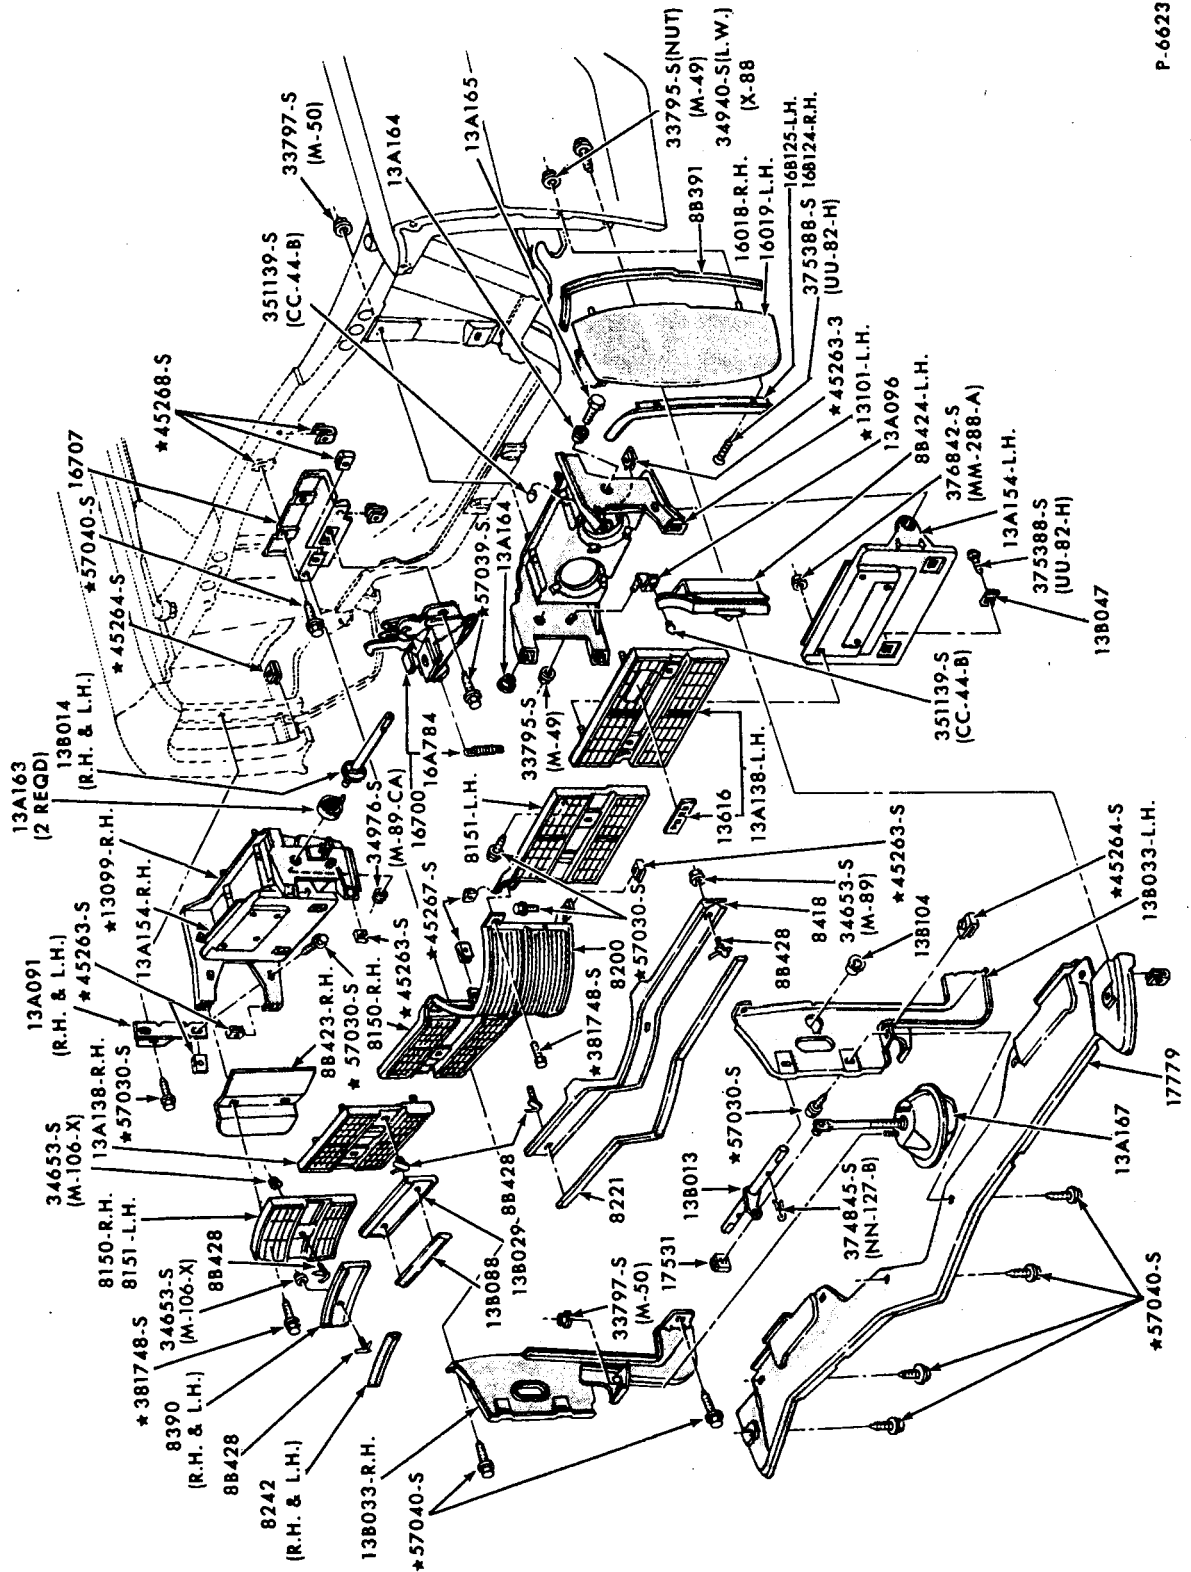 13A163
(2 REQD)
13B014
(R.H. & L.H.)
★45264-S
★57040-S
16707
★45268-S
33797-S
(M-50)
351139-S
(CC-44-B)
13A164
13A165
33795-S(NUT)
(M-49)
34940-S(L.W.)
(X-88
8B391
16018-R.H.
16019-L.H.
16B125-L.H.
16B124-R.H.
375388-S
(UU-82-H)
★45263-3
★13101-L.H.
13A096
8B424-L.H.
376842-S
(MM-288-A)
13A154-L.H.
375388-S
(UU-82-H)
13B047
351139-S
(CC-44-B)
★57039-S
13A164
33795-S
(M-49)
16A784
16700
34976-S
(M-89-CA)
8151-L.H.
13616
13A138-L.H.
★13099-R.H.
13A154-R.H.
★45263-S
13A091
(R.H. & L.H.)
8B423-R.H.
★57030-S
8150-R.H.
★45263-S
★45267-S
8200
★57030-S
★381748-S
8418
34653-S
(M-89)
★45263-S
8B428
13B104
★45264-S
13B033-L.H.
34653-S
(M-106-X)
13A138-R.H.
★57030-S
8150-R.H.
8151-L.H.
8B428
34653-S
(M-106-X)
★381748-S
8390
(R.H. & L.H.)
8B428
8242
(R.H. & L.H.)
13B088
13B029
8B428
8221
13B033-R.H.
★57040-S
33797-S
(M-50)
17531
13B013
★57030-S
374845-S
(NN-127-B)
13A167
17779
★57040-S
P-6623